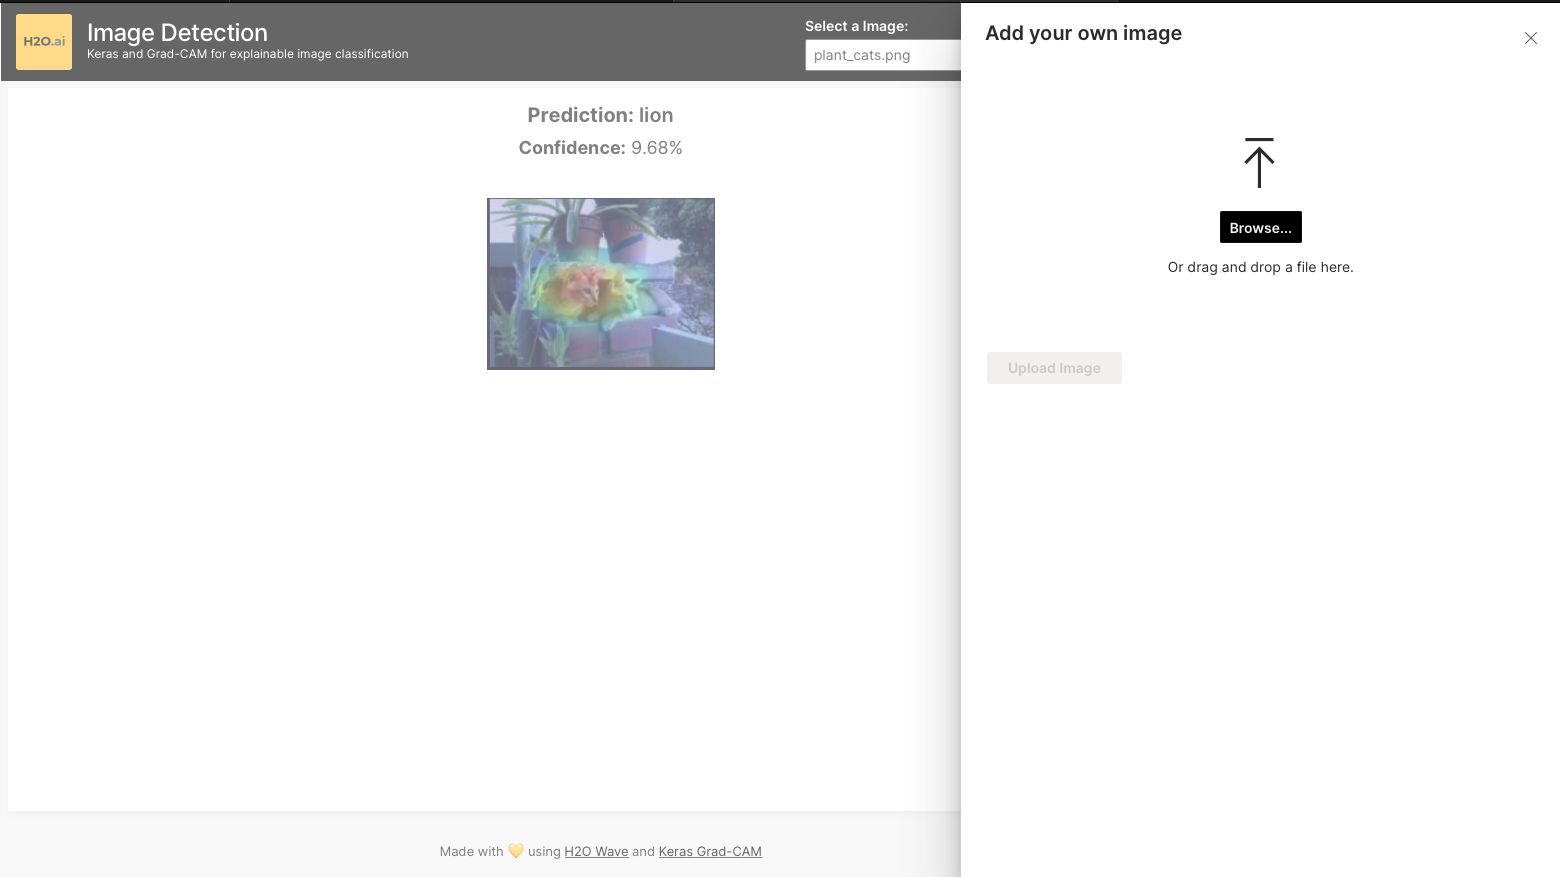 H2O.ai
Image Detection
Keras and Grad-CAM for explainable image classification
Select a Image:
plant_cats.png
Prediction: lion
Confidence: 9.68%
Made with 💛 using H2O Wave and Keras Grad-CAM
Add your own image
Browse...
Or drag and drop a file here.
Upload Image